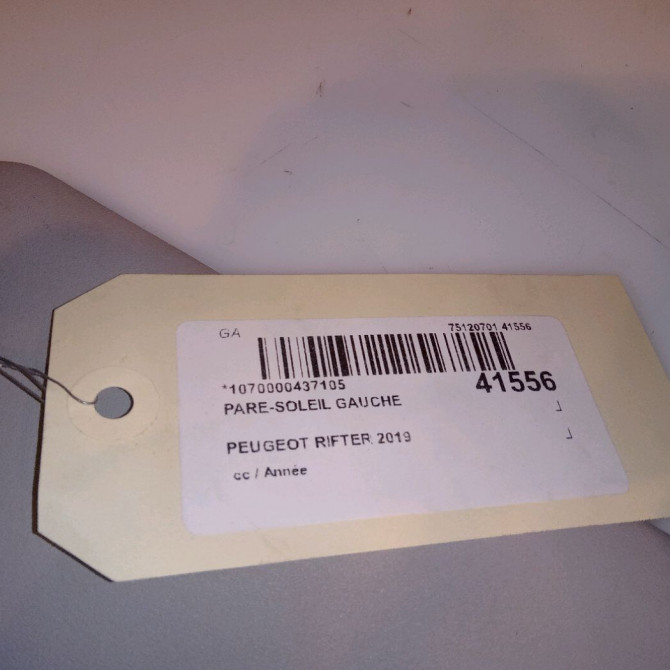 GA 75120701 41556
*1070000437105 41556
PARE-SOLEIL GAUCHE
PEUGEOT RIFTER 2019
cc / Année